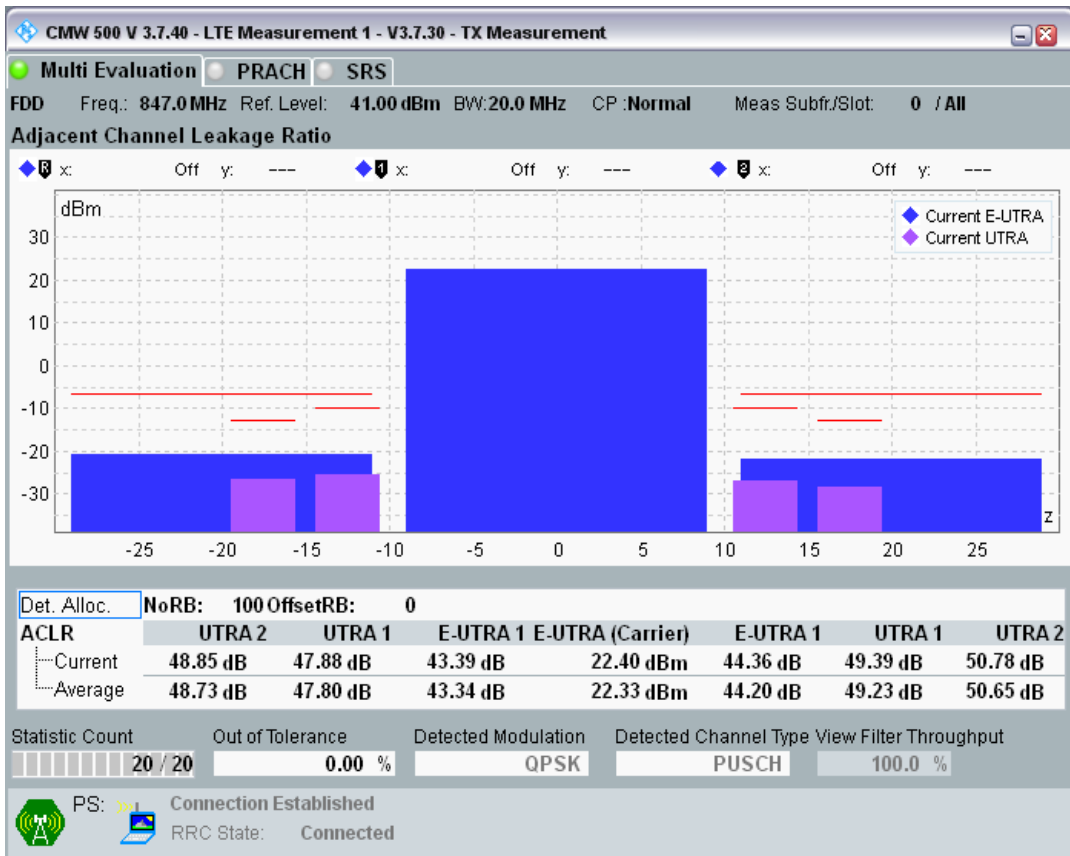 CMW 500 V 3.7.40 - LTE Measurement 1 - V3.7.30 - TX Measurement
Multi Evaluation PRACH SRS
FDD Freq.: 847.0 MHz Ref. Level: 41.00 dBm BW: 20.0 MHz CP : Normal Meas Subfr./Slot: 0 / All
Adjacent Channel Leakage Ratio
R x: Off y: --- 1 x: Off y: --- 2 x: Off y: ---
dBm
Current E-UTRA
Current UTRA
30
20
10
0
-10
-20
-30
z
-25 -20 -15 -10 -5 0 5 10 15 20 25
Det. Alloc. NoRB: 100 OffsetRB: 0
ACLR UTRA 2 UTRA 1 E-UTRA 1 E-UTRA (Carrier) E-UTRA 1 UTRA 1 UTRA 2
Current 48.85 dB 47.88 dB 43.39 dB 22.40 dBm 44.36 dB 49.39 dB 50.78 dB
Average 48.73 dB 47.80 dB 43.34 dB 22.33 dBm 44.20 dB 49.23 dB 50.65 dB
Statistic Count Out of Tolerance Detected Modulation Detected Channel Type View Filter Throughput
20 / 20 0.00 % QPSK PUSCH 100.0 %
PS: Connection Established
RRC State: Connected